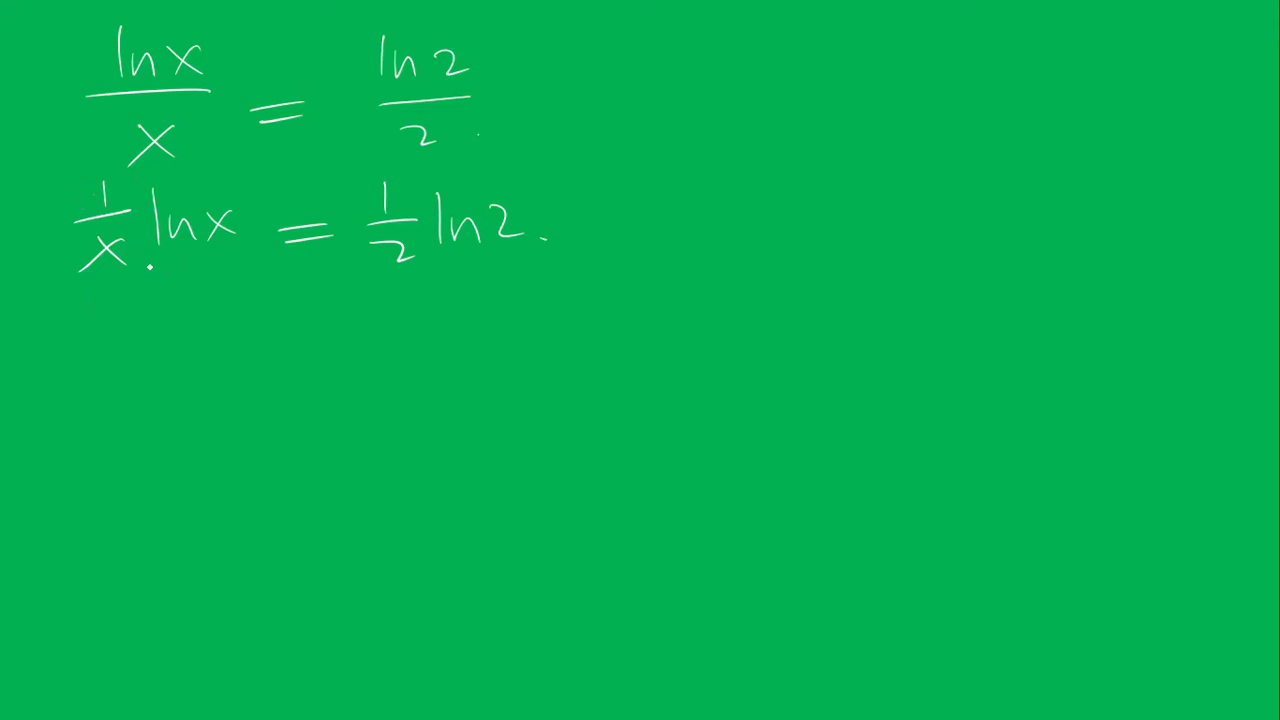 ln x / x = ln 2 / 2
1/x ln x = 1/2 ln 2